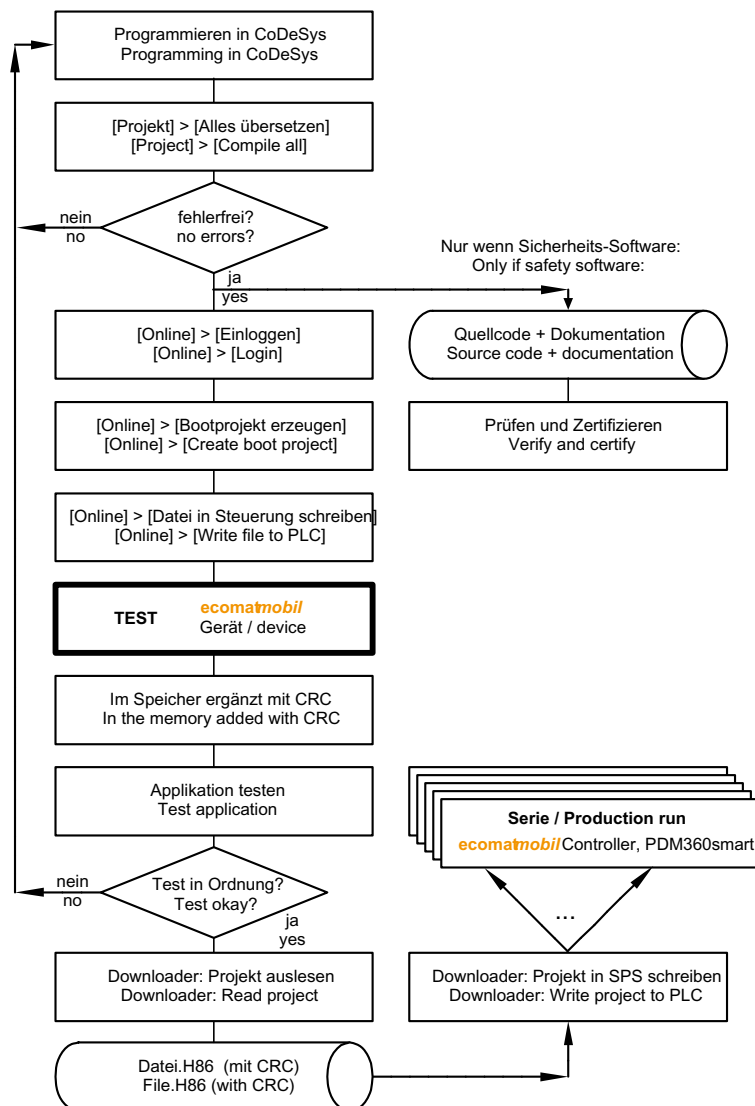 Programmieren in CoDeSys
Programming in CoDeSys
[Projekt] > [Alles übersetzen]
[Project] > [Compile all]
nein
no
fehlerfrei?
no errors?
ja
yes
Nur wenn Sicherheits-Software:
Only if safety software:
[Online] > [Einloggen]
[Online] > [Login]
Quellcode + Dokumentation
Source code + documentation
[Online] > [Bootprojekt erzeugen]
[Online] > [Create boot project]
Prüfen und Zertifizieren
Verify and certify
[Online] > [Datei in Steuerung schreiben]
[Online] > [Write file to PLC]
TEST
ecomatmobil
Gerät / device
Im Speicher ergänzt mit CRC
In the memory added with CRC
Applikation testen
Test application
Serie / Production run
ecomatmobil Controller, PDM360smart
nein
no
Test in Ordnung?
Test okay?
ja
yes
...
Downloader: Projekt auslesen
Downloader: Read project
Downloader: Projekt in SPS schreiben
Downloader: Write project to PLC
Datei.H86 (mit CRC)
File.H86 (with CRC)